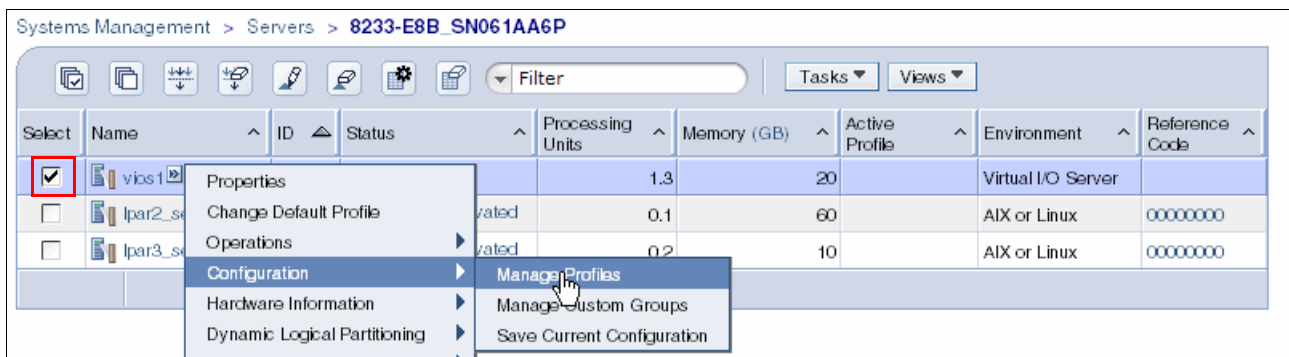 Systems Management > Servers > 8233-E8B_SN061AA6P
Filter Tasks Views
Select Name ID Status Processing Units Memory (GB) Active Profile Environment Reference Code
vios1 1.3 20 Virtual I/O Server
lpar2_se vated 0.1 60 AIX or Linux 00000000
lpar3_se vated 0.2 10 AIX or Linux 00000000
Properties
Change Default Profile
Operations
Configuration
Hardware Information
Dynamic Logical Partitioning
Manage Profiles
Manage Custom Groups
Save Current Configuration